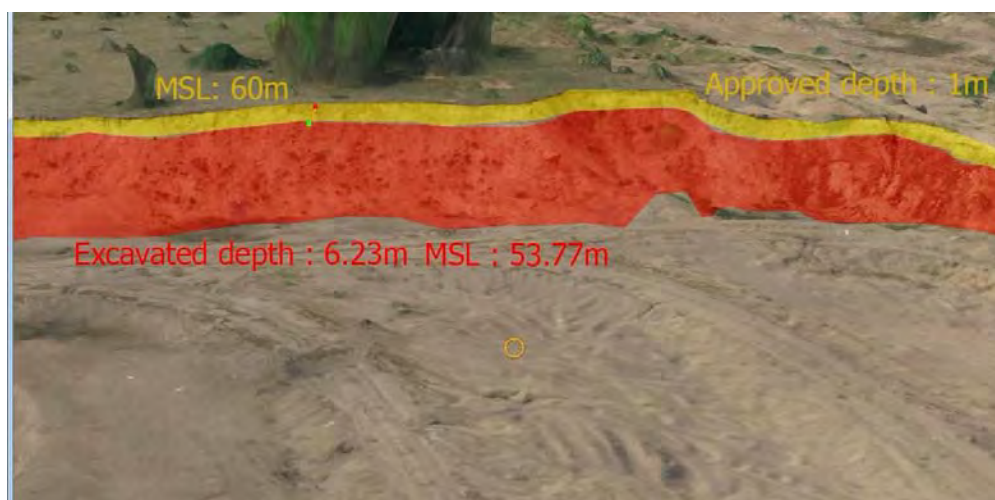 MSL: 60m
Approved depth : 1m
Excavated depth : 6.23m MSL : 53.77m